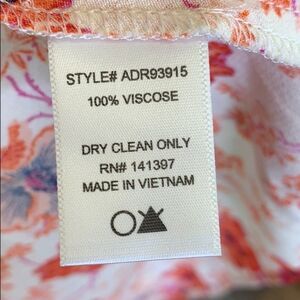 STYLE# ADR93915
100% VISCOSE
DRY CLEAN ONLY
RN# 141397
MADE IN VIETNAM